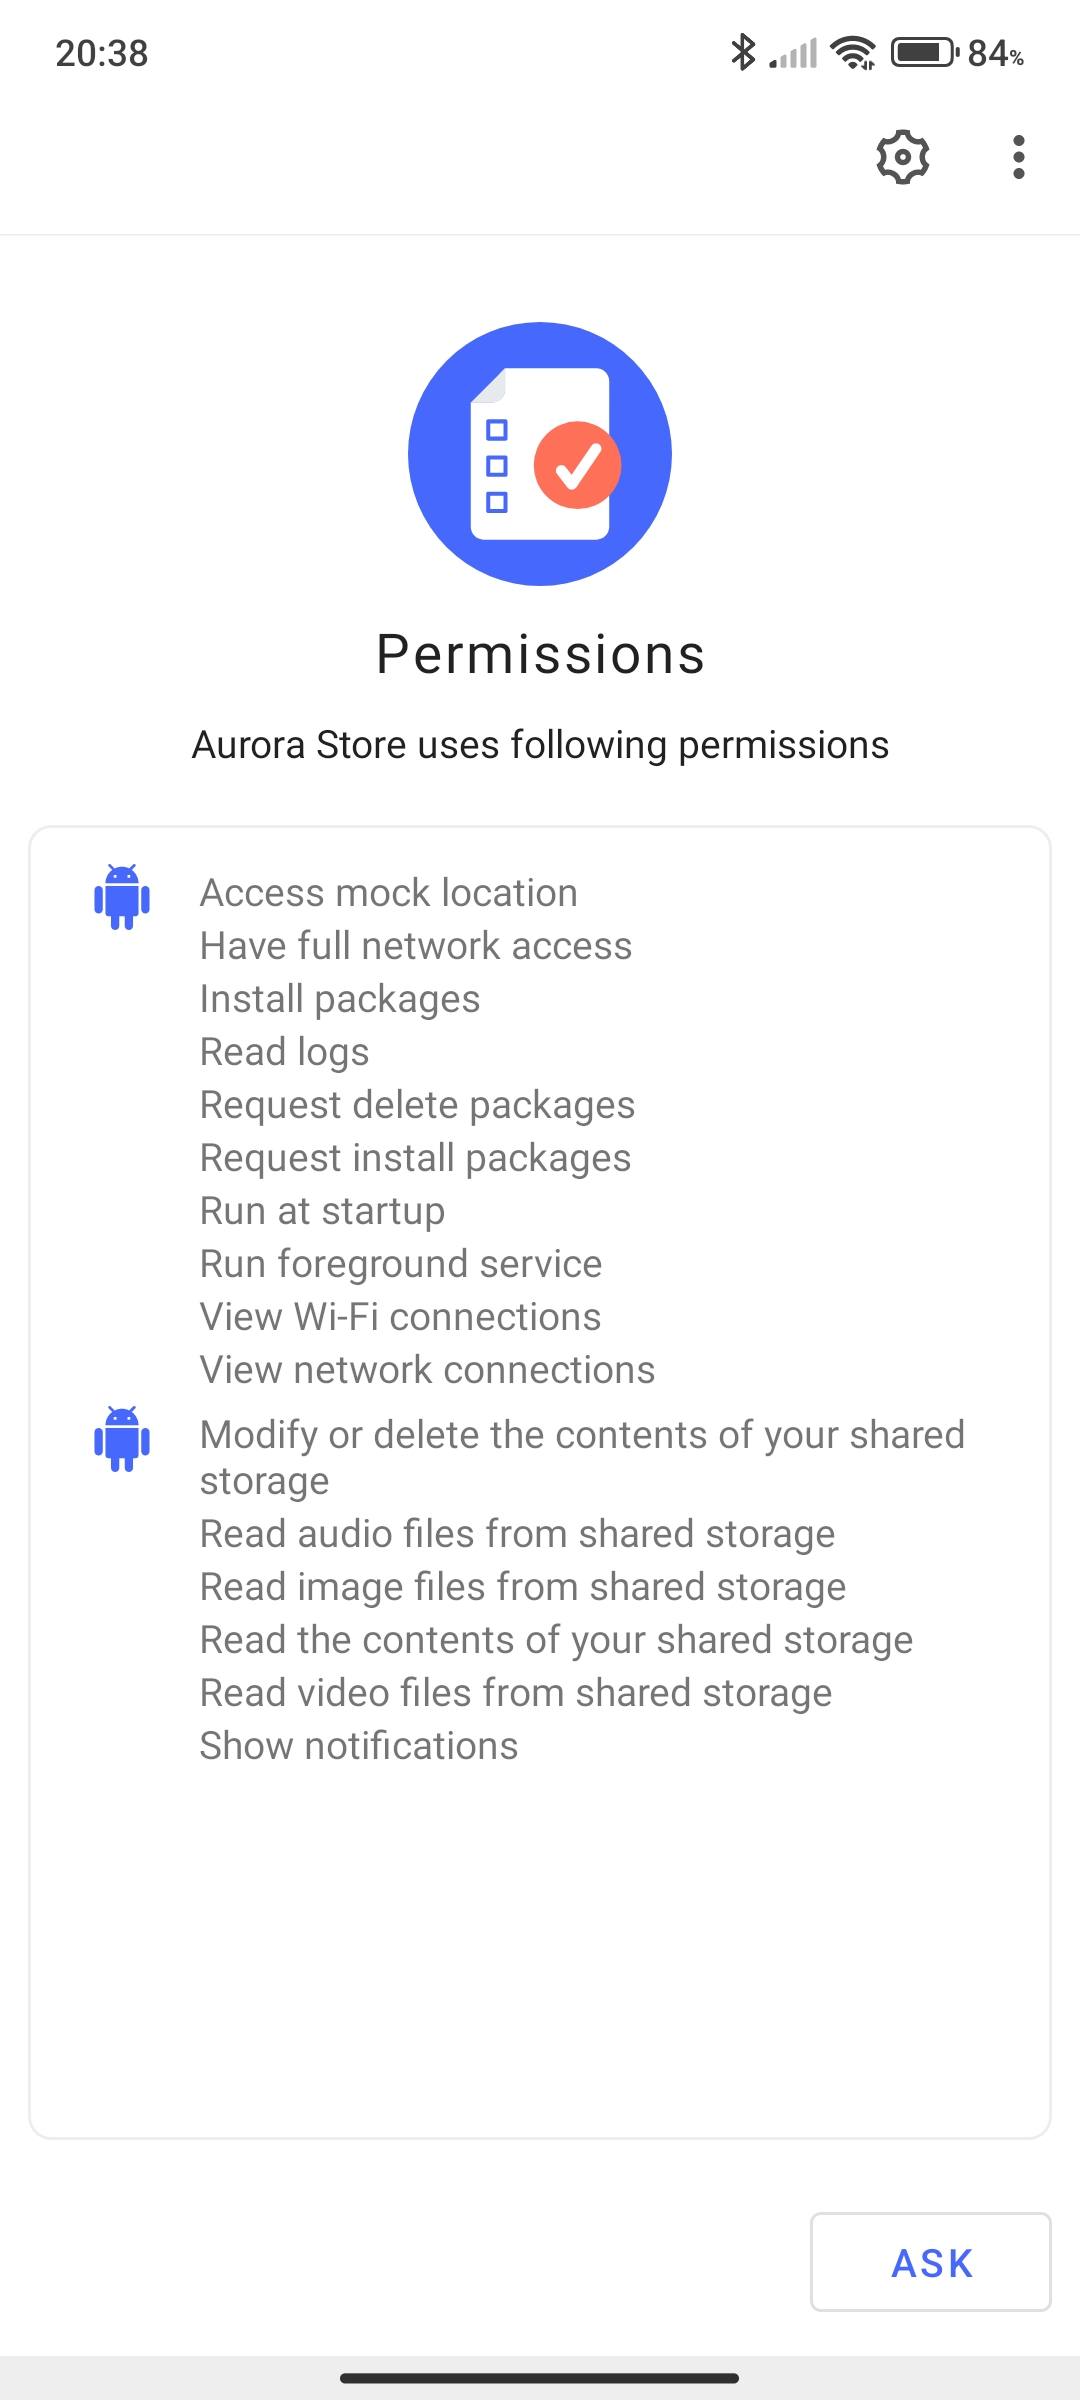 20:38
84%
Permissions
Aurora Store uses following permissions
Access mock location
Have full network access
Install packages
Read logs
Request delete packages
Request install packages
Run at startup
Run foreground service
View Wi-Fi connections
View network connections
Modify or delete the contents of your shared
storage
Read audio files from shared storage
Read image files from shared storage
Read the contents of your shared storage
Read video files from shared storage
Show notifications
ASK